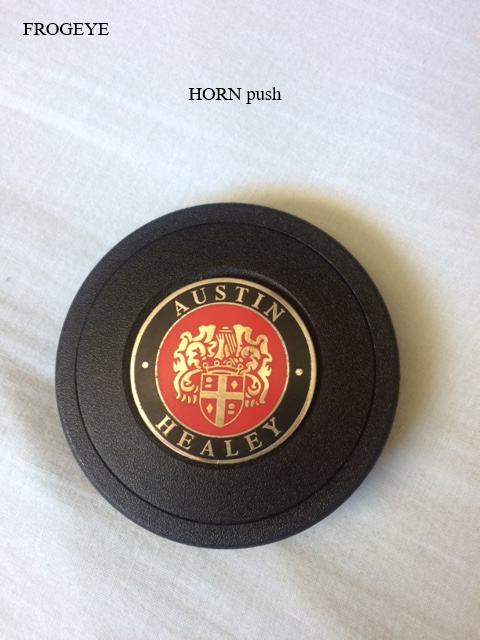 FROGEYE
HORN push
AUSTIN
HEALEY